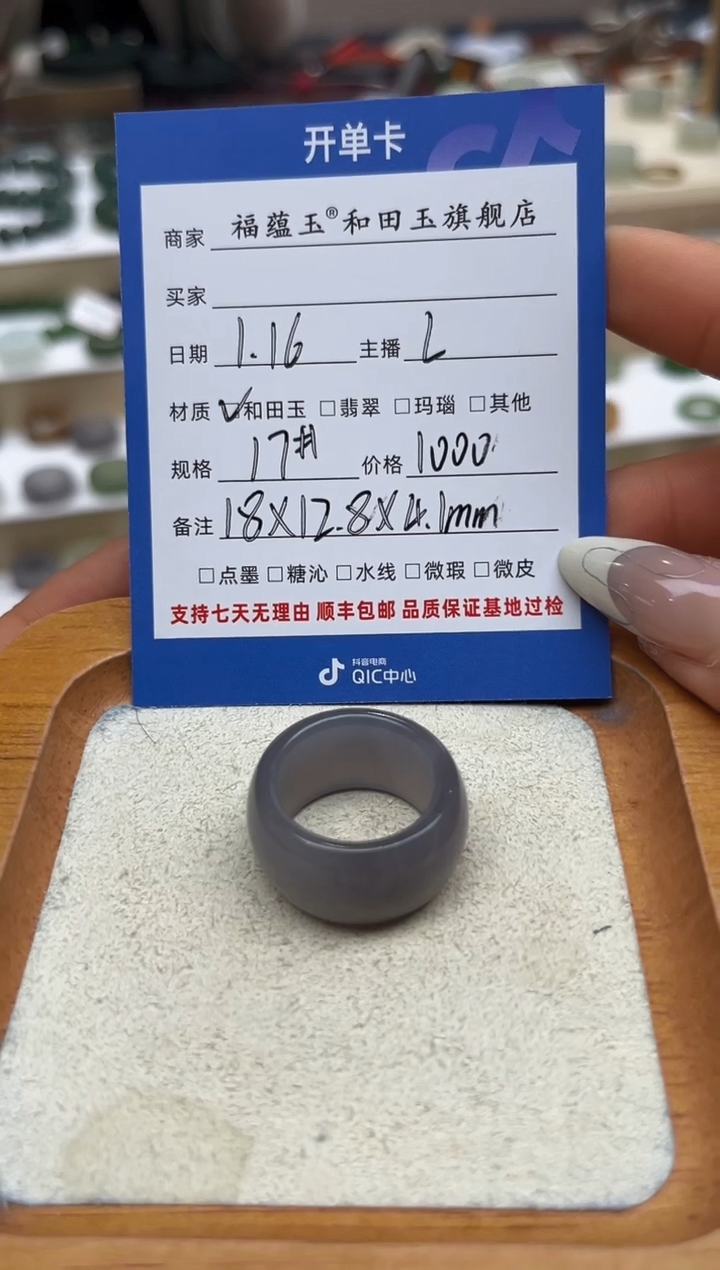 开单卡
商家 福蕴玉®和田玉旗舰店
买家
日期 1.16 主播 L
材质 ☑和田玉 □翡翠 □玛瑙 □其他
规格 17# 价格 1000
备注 18X12.8X4.1mm
□点墨 □糖沁 □水线 □微瑕 □微皮
支持七天无理由 顺丰包邮 品质保证基地过检
抖音电商
QIC中心